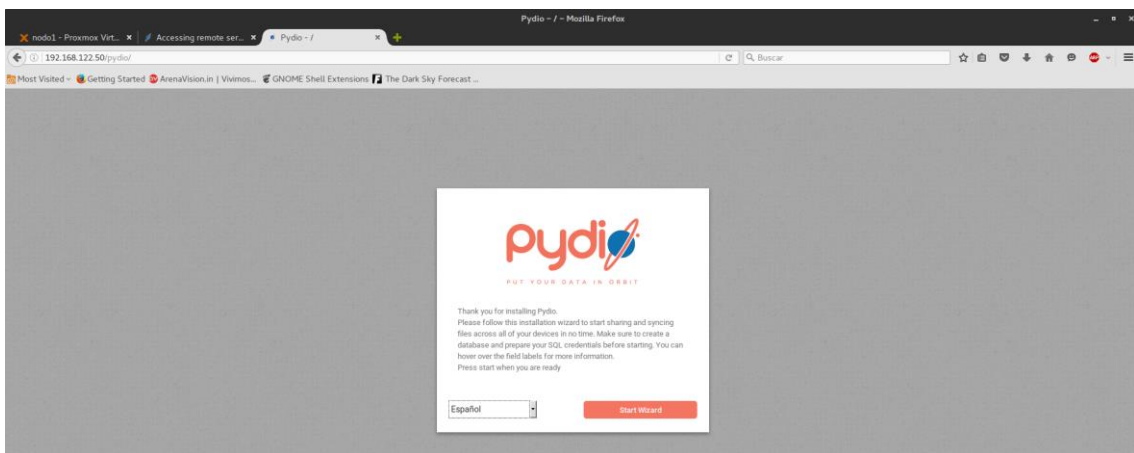 Pydio - / - Mozilla Firefox
nodo1 - Proxmox Virt...
Accessing remote ser...
Pydio - /
192.168.122.50/pydio/
Buscar
Most Visited
Getting Started
ArenaVision.in | Vivimos...
GNOME Shell Extensions
The Dark Sky Forecast ...
pydio
PUT YOUR DATA IN ORBIT
Thank you for installing Pydio.
Please follow this installation wizard to start sharing and syncing
files across all of your devices in no time. Make sure to create a
database and prepare your SQL credentials before starting. You can
hover over the field labels for more information.
Press start when you are ready
Español
Start Wizard